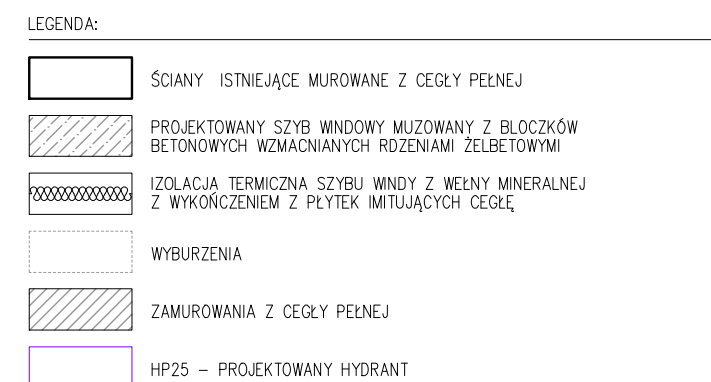 LEGENDA:
ŚCIANY ISTNIEJĄCE MUROWANE Z CEGŁY PEŁNEJ
PROJEKTOWANY SZYB WINDOWY MUZOWANY Z BLOCZKÓW
BETONOWYCH WZMACNIANYCH RDZENIAMI ŻELBETOWYMI
IZOLACJA TERMICZNA SZYBU WINDY Z WEŁNY MINERALNEJ
Z WYKOŃCZENIEM Z PŁYTEK IMITUJĄCYCH CEGŁĘ
WYBURZENIA
ZAMUROWANIA Z CEGŁY PEŁNEJ
HP25 – PROJEKTOWANY HYDRANT